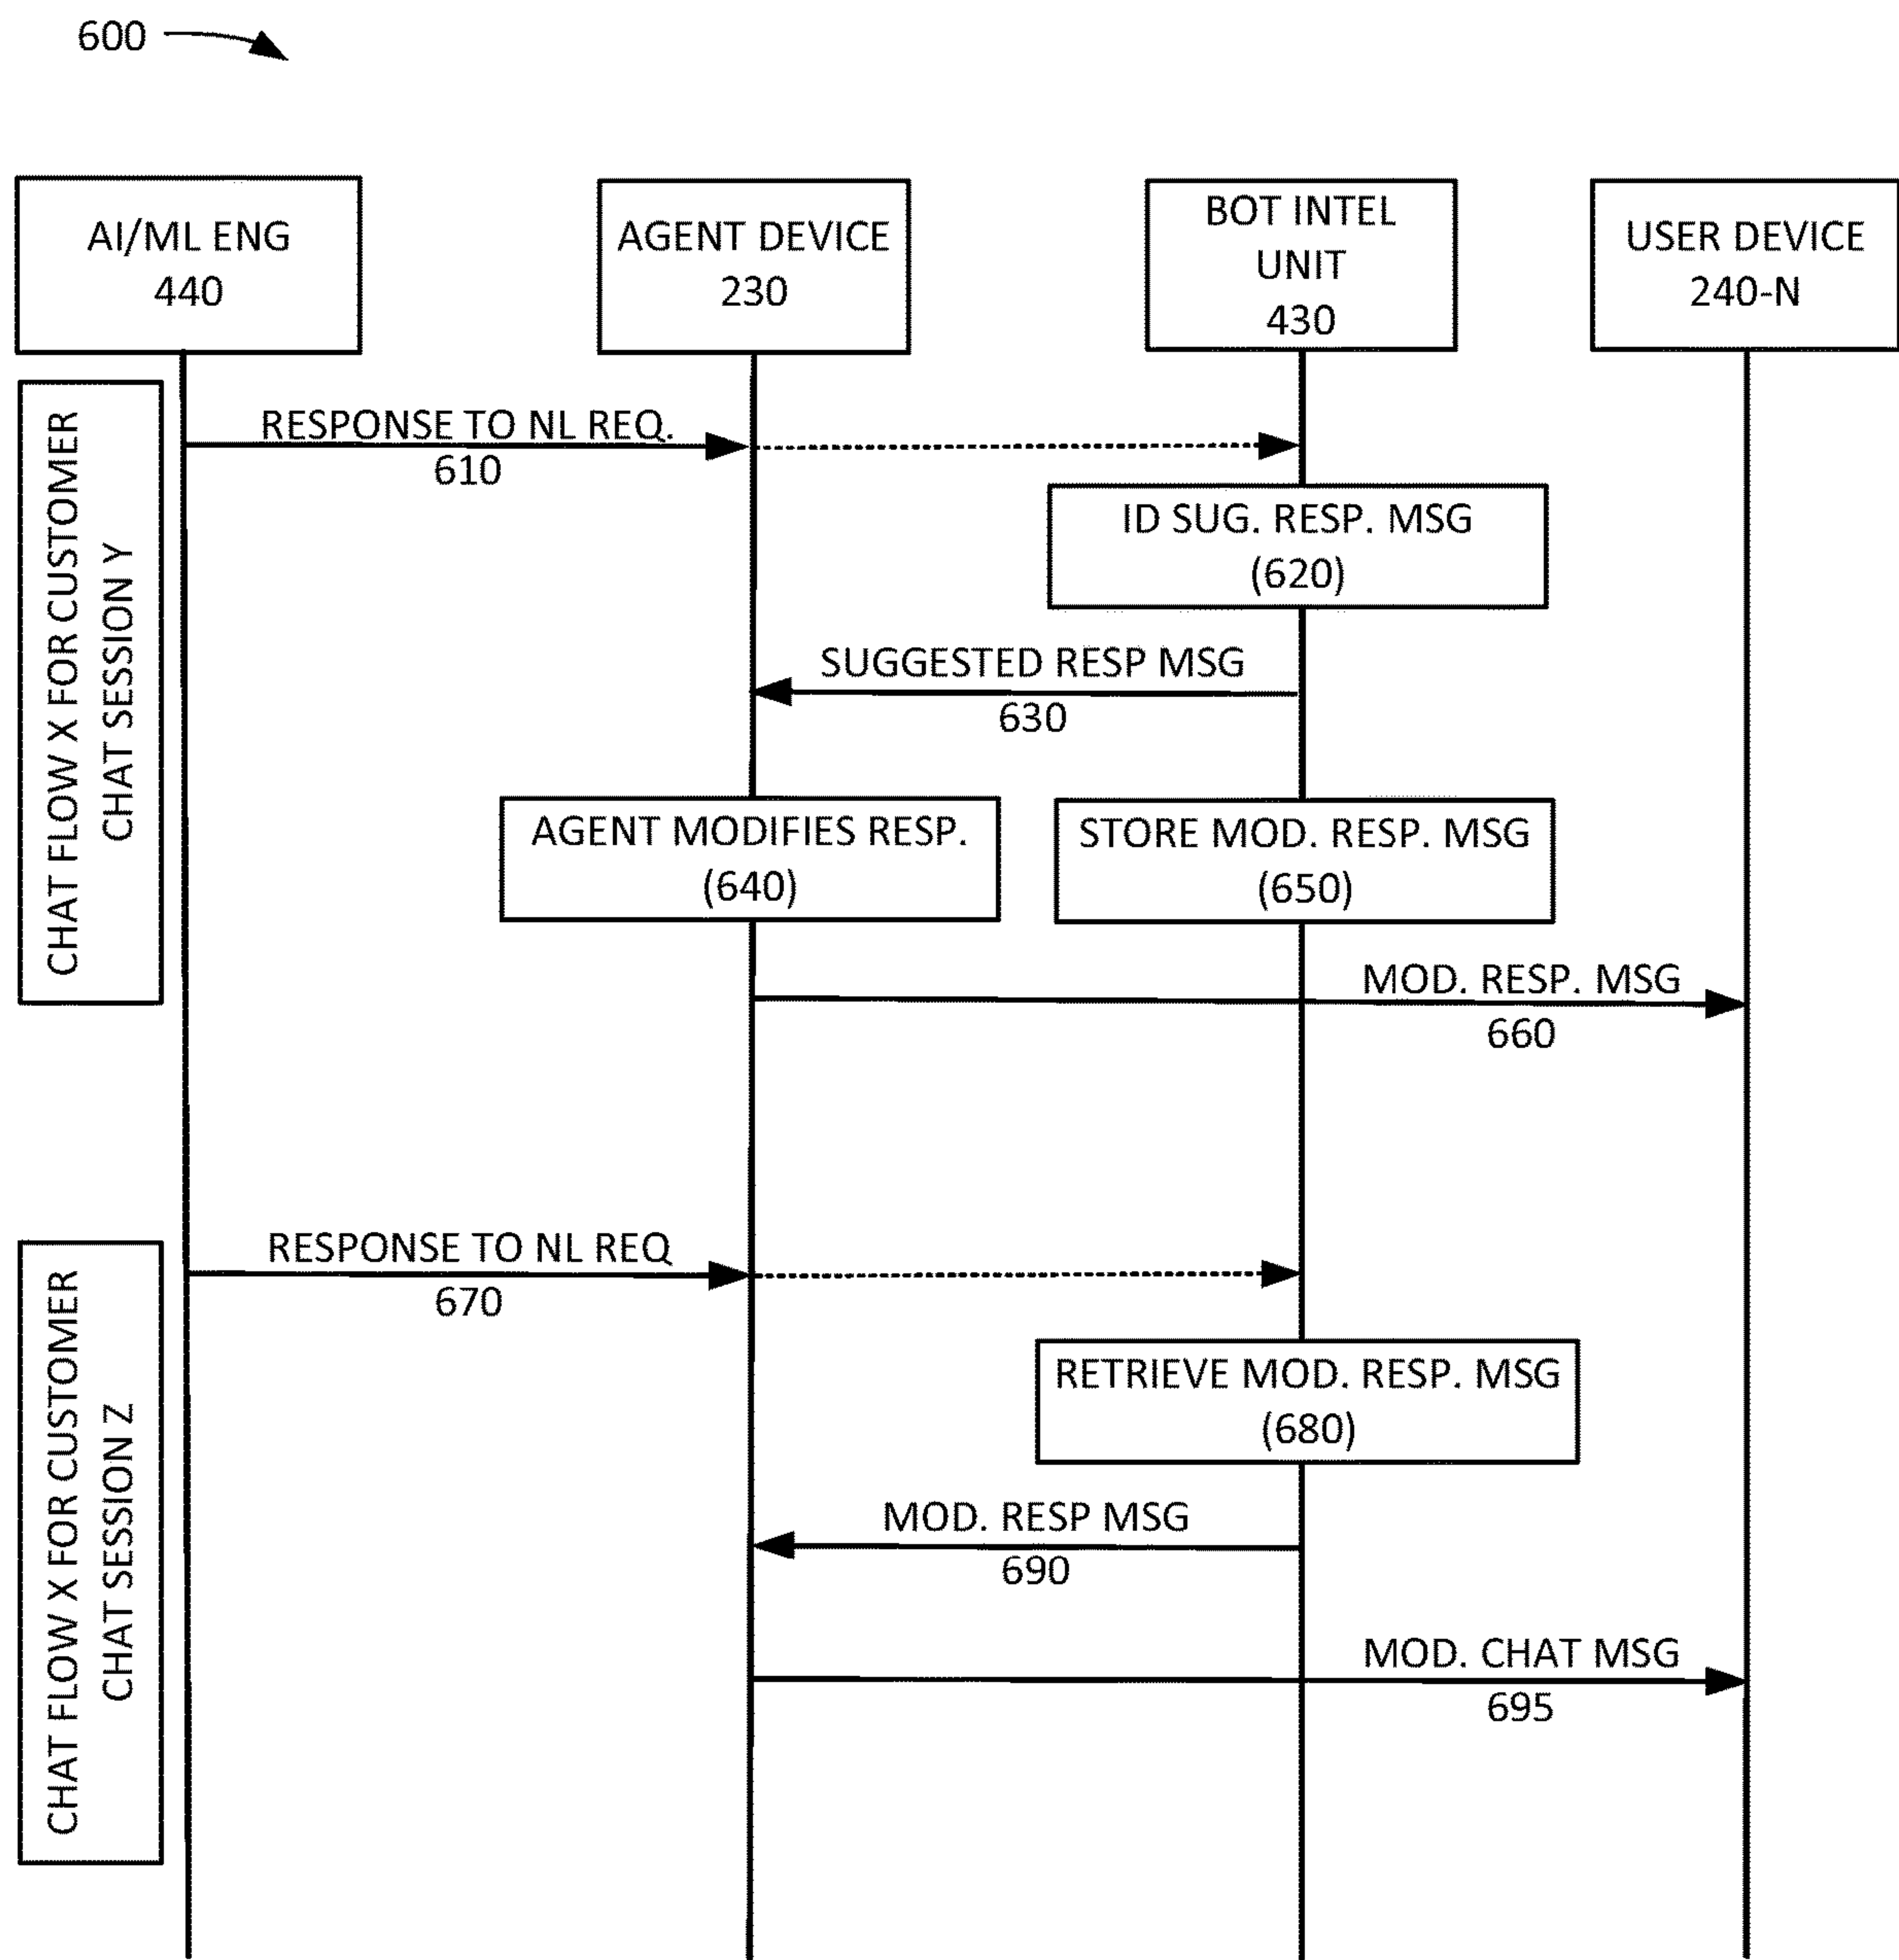 600
AI/ML ENG
440
AGENT DEVICE
230
BOT INTEL
UNIT
430
USER DEVICE
240-N
CHAT FLOW X FOR CUSTOMER
CHAT SESSION Y
RESPONSE TO NL REQ.
610
ID SUG. RESP. MSG
(620)
SUGGESTED RESP MSG
630
AGENT MODIFIES RESP.
(640)
STORE MOD. RESP. MSG
(650)
MOD. RESP. MSG
660
CHAT FLOW X FOR CUSTOMER
CHAT SESSION Z
RESPONSE TO NL REQ
670
RETRIEVE MOD. RESP. MSG
(680)
MOD. RESP MSG
690
MOD. CHAT MSG
695